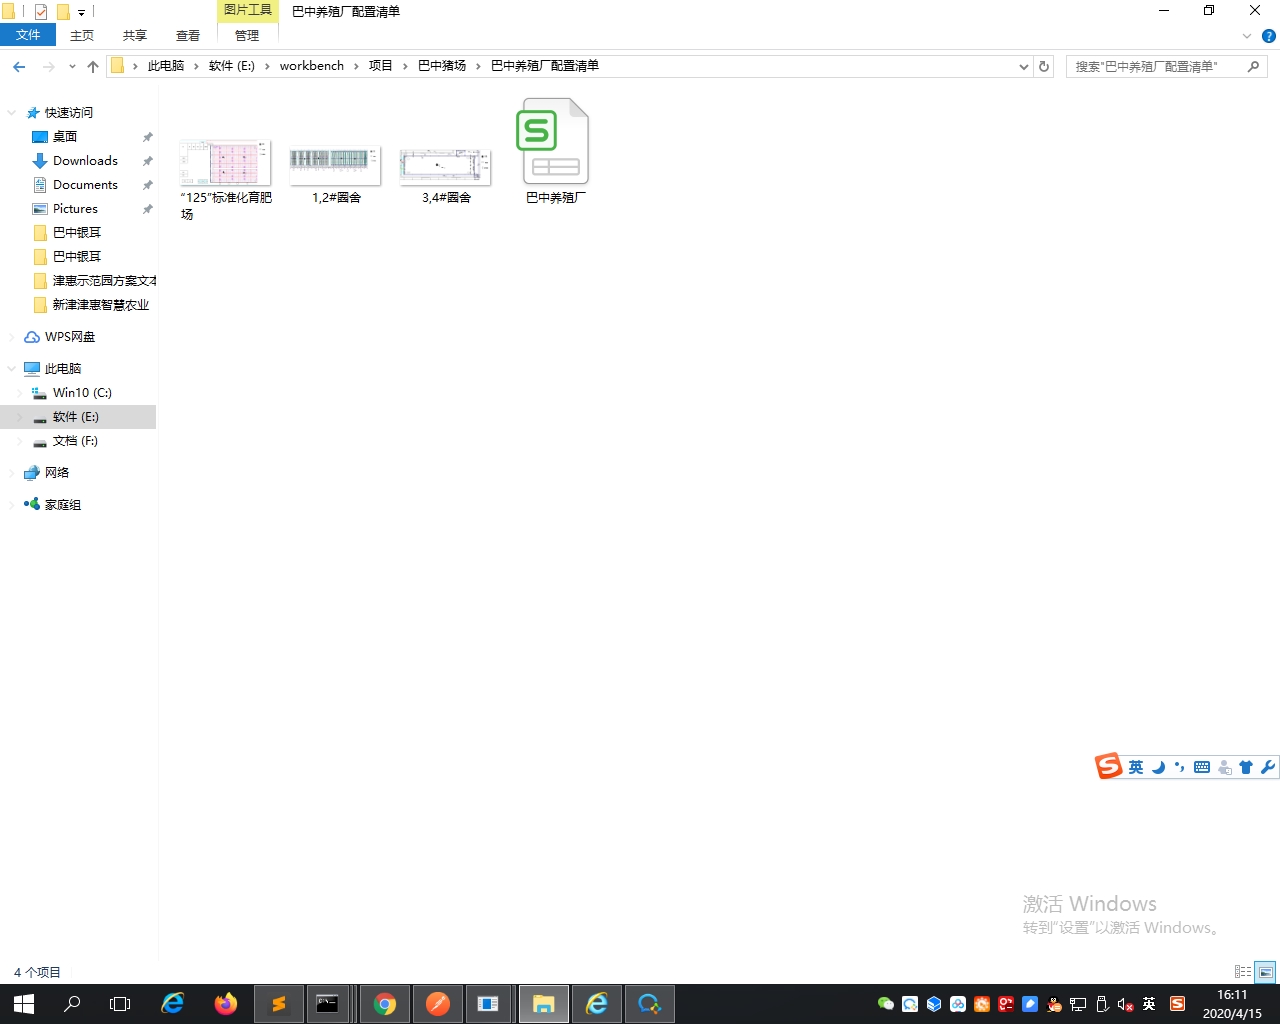 图片工具
巴中养殖厂配置清单
文件
主页
共享
查看
管理
此电脑
软件 (E:)
workbench
项目
巴中猪场
巴中养殖厂配置清单
搜索"巴中养殖厂配置清单"
快速访问
桌面
Downloads
Documents
Pictures
巴中银耳
巴中银耳
津惠示范园方案文本
新津津惠智慧农业
WPS网盘
此电脑
Win10 (C:)
软件 (E:)
文档 (F:)
网络
家庭组
“125”标准化育肥
场
1,2#圈舍
3,4#圈舍
巴中养殖厂
英
激活 Windows
转到“设置”以激活 Windows。
4 个项目
英
16:11
2020/4/15